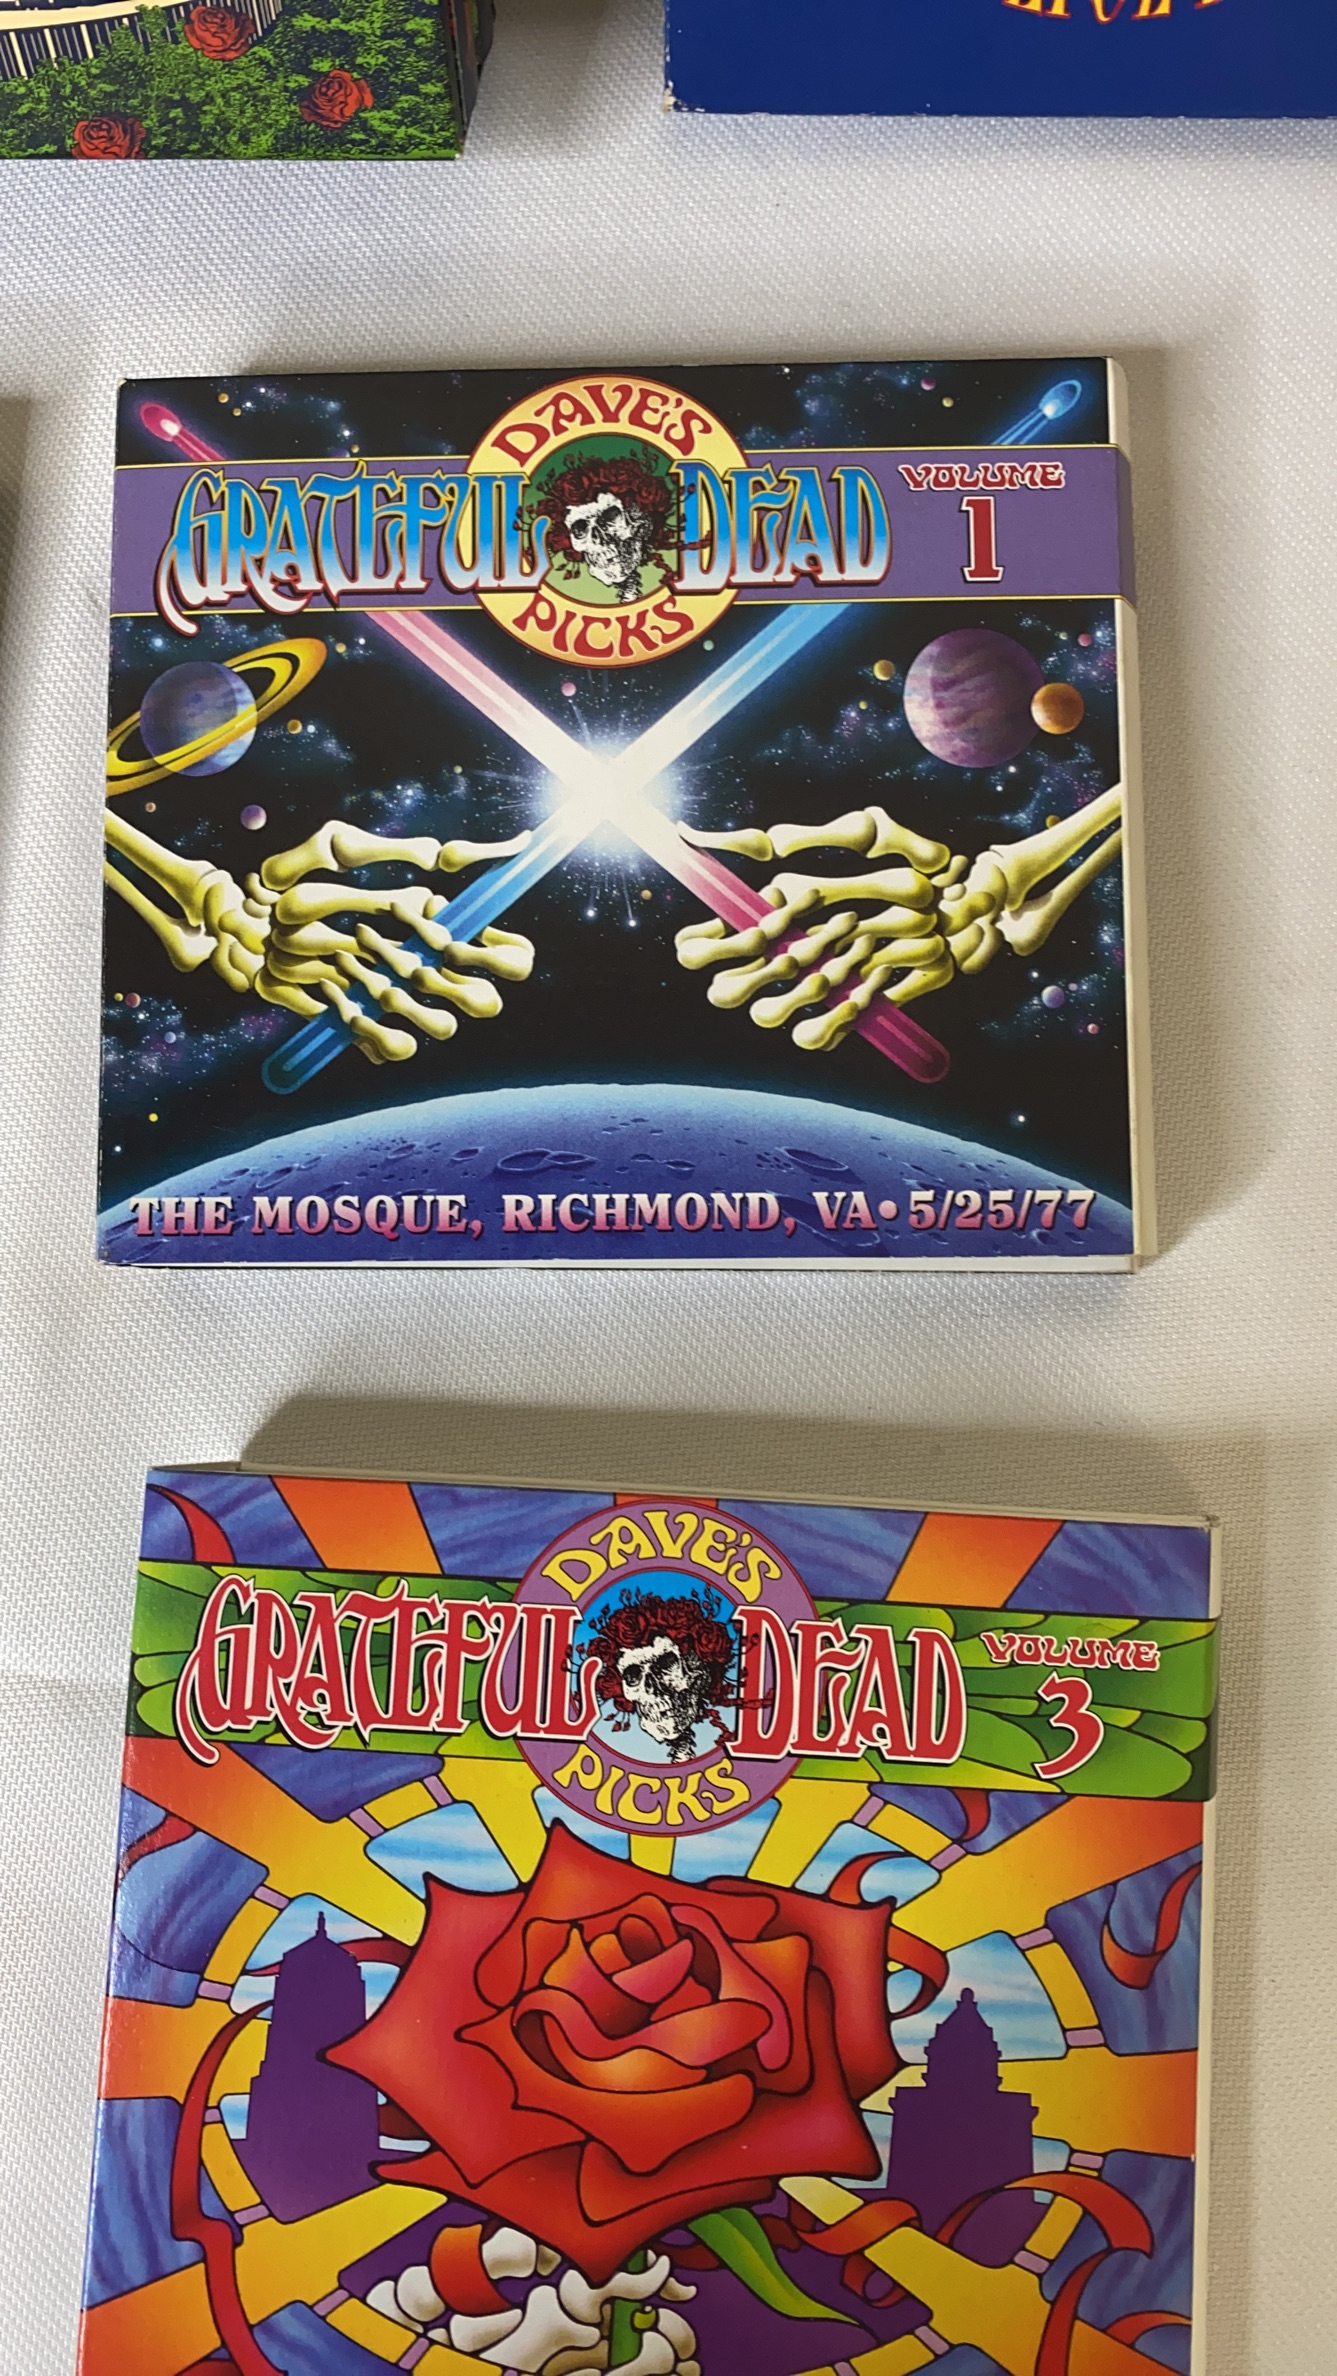 DAVE'S
GRATEFUL DEAD
VOLUME
1
PICKS
THE MOSQUE, RICHMOND, VA • 5/25/77
DAVE'S
GRATEFUL DEAD
VOLUME
3
PICKS